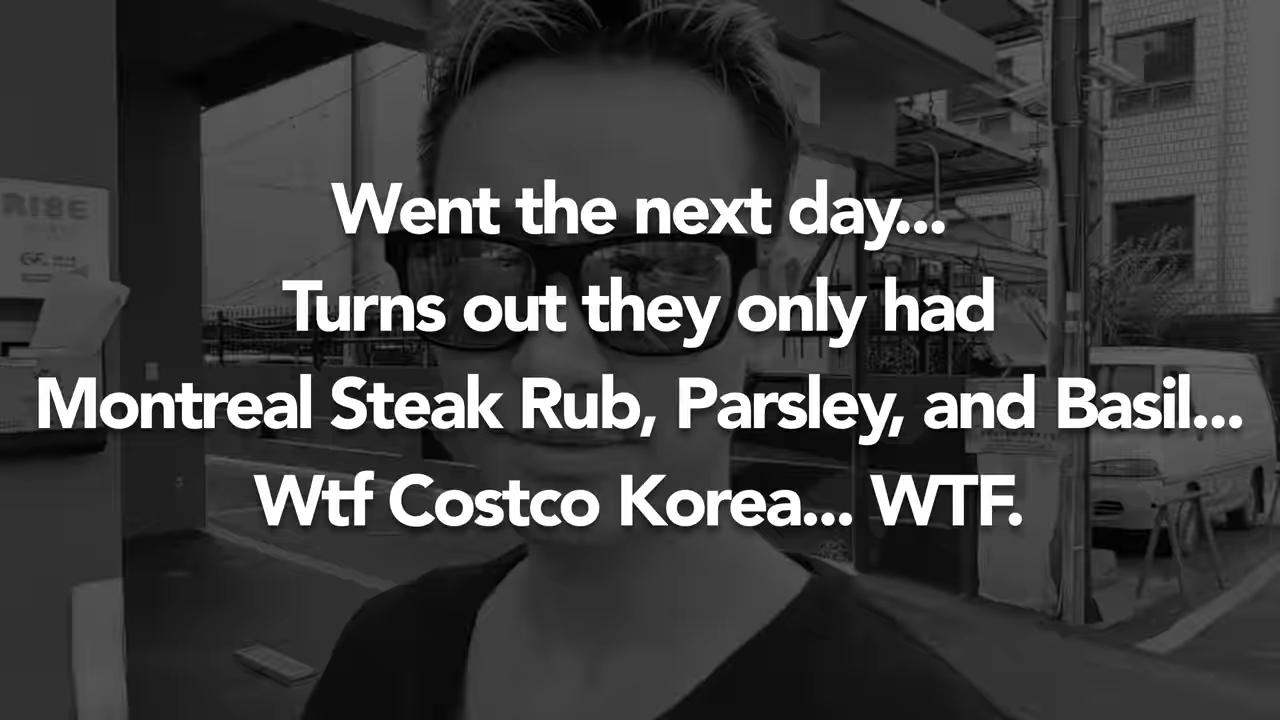 Went the next day...
Turns out they only had
Montreal Steak Rub, Parsley, and Basil...
Wtf Costco Korea... WTF.
RISE